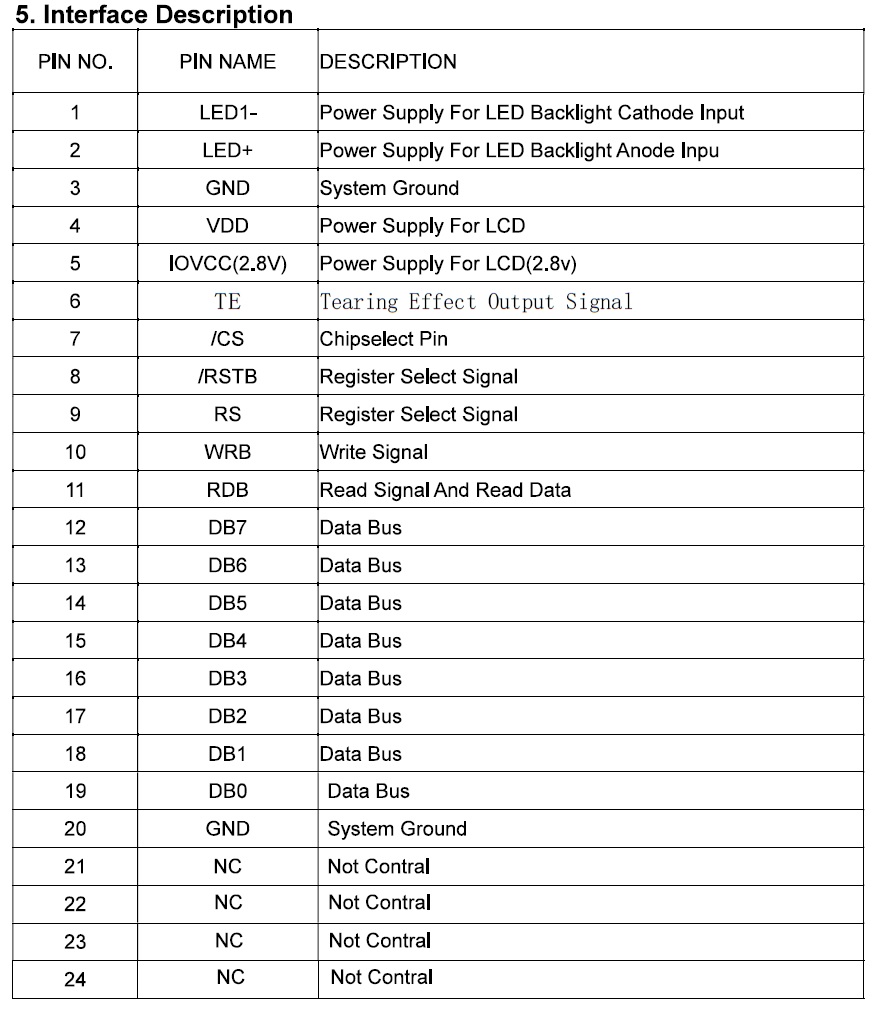 5. Interface Description
PIN NO. PIN NAME DESCRIPTION
1 LED1- Power Supply For LED Backlight Cathode Input
2 LED+ Power Supply For LED Backlight Anode Inpu
3 GND System Ground
4 VDD Power Supply For LCD
5 IOVCC(2.8V) Power Supply For LCD(2.8v)
6 TE Tearing Effect Output Signal
7 /CS Chipselect Pin
8 /RSTB Register Select Signal
9 RS Register Select Signal
10 WRB Write Signal
11 RDB Read Signal And Read Data
12 DB7 Data Bus
13 DB6 Data Bus
14 DB5 Data Bus
15 DB4 Data Bus
16 DB3 Data Bus
17 DB2 Data Bus
18 DB1 Data Bus
19 DB0 Data Bus
20 GND System Ground
21 NC Not Contral
22 NC Not Contral
23 NC Not Contral
24 NC Not Contral